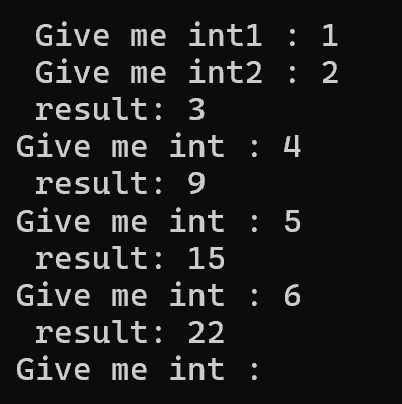 Give me int1 : 1
Give me int2 : 2
result: 3
Give me int : 4
result: 9
Give me int : 5
result: 15
Give me int : 6
result: 22
Give me int :